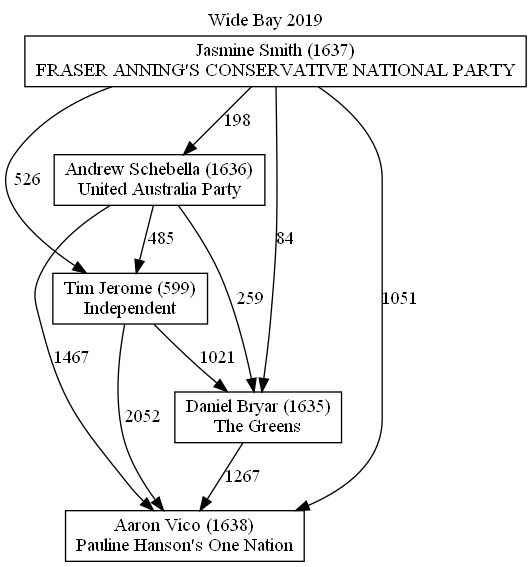 Wide Bay 2019
Jasmine Smith (1637)
FRASER ANNING'S CONSERVATIVE NATIONAL PARTY
198
Andrew Schebella (1636)
United Australia Party
526
485
84
Tim Jerome (599)
Independent
259
1051
1467
1021
2052
Daniel Bryar (1635)
The Greens
1267
Aaron Vico (1638)
Pauline Hanson's One Nation